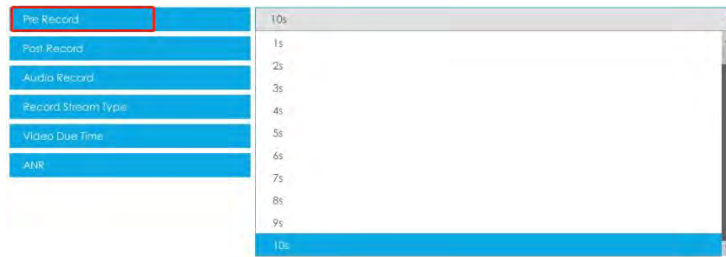 Pre Record
10s
Post Record
1s
2s
Audio Record
3s
Record Stream Type
4s
Video Due Time
5s
6s
ANR
7s
8s
9s
10s